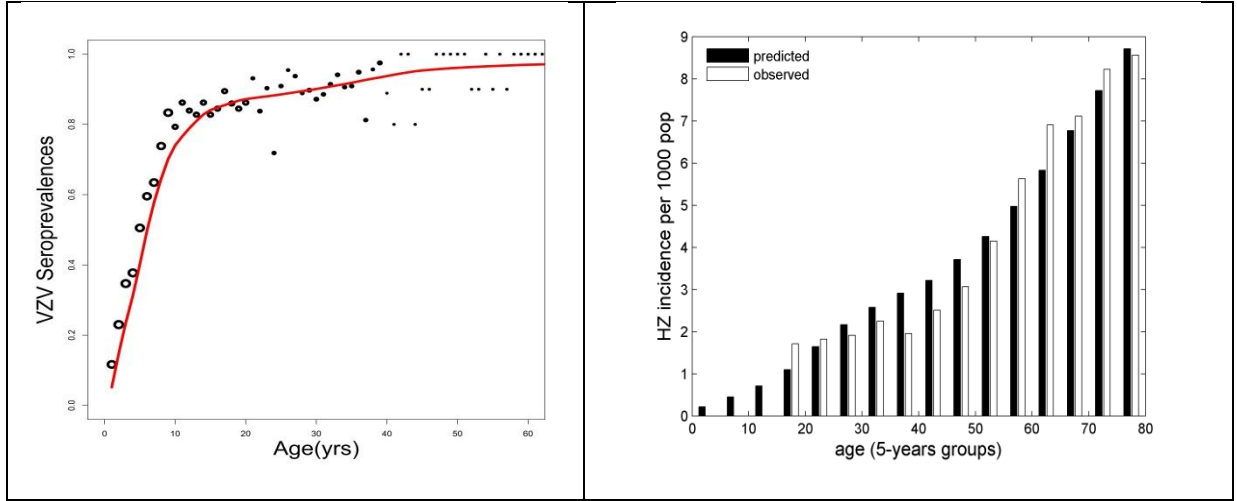 VZV Seroprevalences
1.0
0.8
0.6
0.4
0.2
0.0
0 10 20 30 40 50 60
Age(yrs)
HZ incidence per 1000 pop
9
8
7
6
5
4
3
2
1
0
predicted
observed
0 10 20 30 40 50 60 70 80
age (5-years groups)